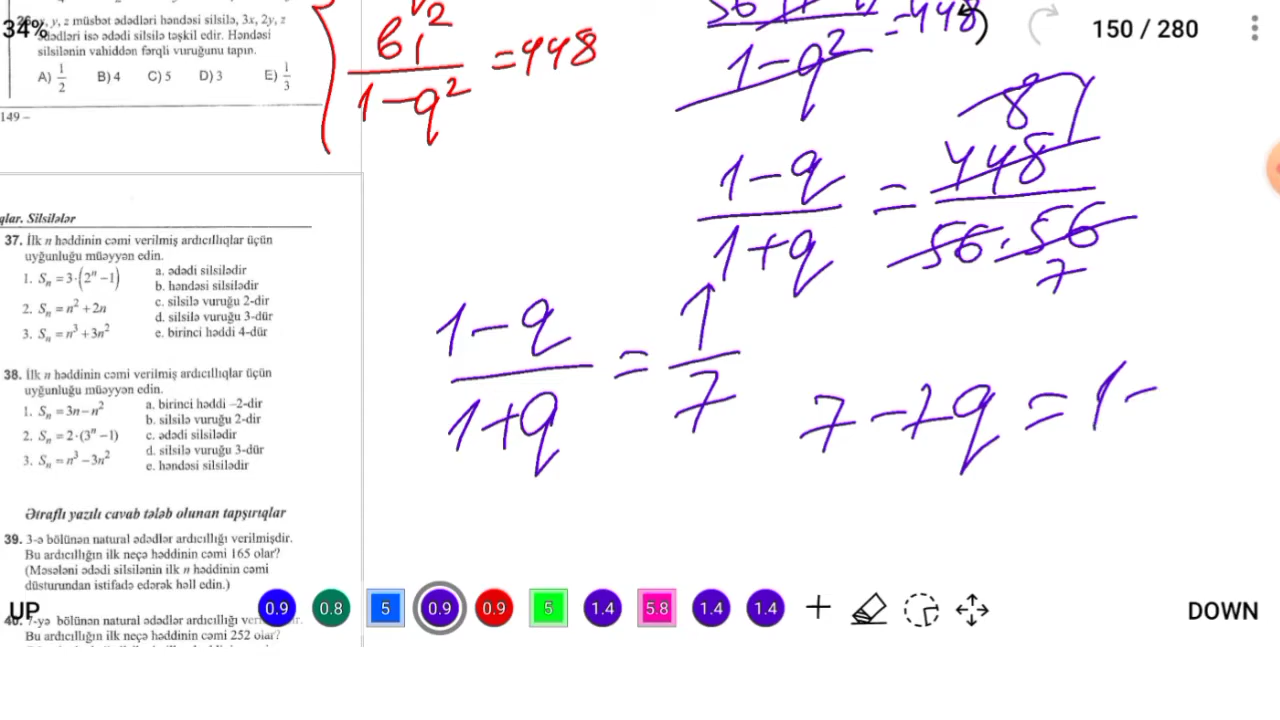 34%
x, y, z müsbət ədədləri həndəsi silsilə, 3x, 2y, z
ədədləri isə ədədi silsilə təşkil edir. Həndəsi
silsilənin vahiddən fərqli vuruğunu tapın.
A) 1/2 B) 4 C) 5 D) 3 E) 1/3
149 –
b₁² / 1-q² = 448
1-q² = 448
150 / 280
(1-q)/(1+q) = 448/(56·56)
8
7
Silsilələr
37. İlk n həddinin cəmi verilmiş ardıcıllıqlar üçün
uyğunluğu müəyyən edin.
1. Sₙ = 3·(2ⁿ –1)
2. Sₙ = n² + 2n
3. Sₙ = n³ + 3n²
a. ədədi silsilədir
b. həndəsi silsilədir
c. silsilə vuruğu 2-dir
d. silsilə vuruğu 3-dür
e. birinci həddi 4-dür
(1-q)/(1+q) = 1/7
7-7q = 1-
38. İlk n həddinin cəmi verilmiş ardıcıllıqlar üçün
uyğunluğu müəyyən edin.
1. Sₙ = 3n – n²
2. Sₙ = 2·(3ⁿ –1)
3. Sₙ = n³ – 3n²
a. birinci həddi –2-dir
b. silsilə vuruğu 2-dir
c. ədədi silsilədir
d. silsilə vuruğu 3-dür
e. həndəsi silsilədir
Ətraflı yazılı cavab tələb olunan tapşırıqlar
39. 3-ə bölünən natural ədədlər ardıcıllığı verilmişdir.
Bu ardıcıllığın ilk neçə həddinin cəmi 165 olar?
(Məsələni ədədi silsilənin ilk n həddinin cəmi
düsturundan istifadə edərək həll edin.)
UP
0.9 0.8 5 0.9 0.9 5 1.4 5.8 1.4 1.4
DOWN
40. 7-yə bölünən natural ədədlər ardıcıllığı
Bu ardıcıllığın ilk neçə həddinin cəmi 252 olar?